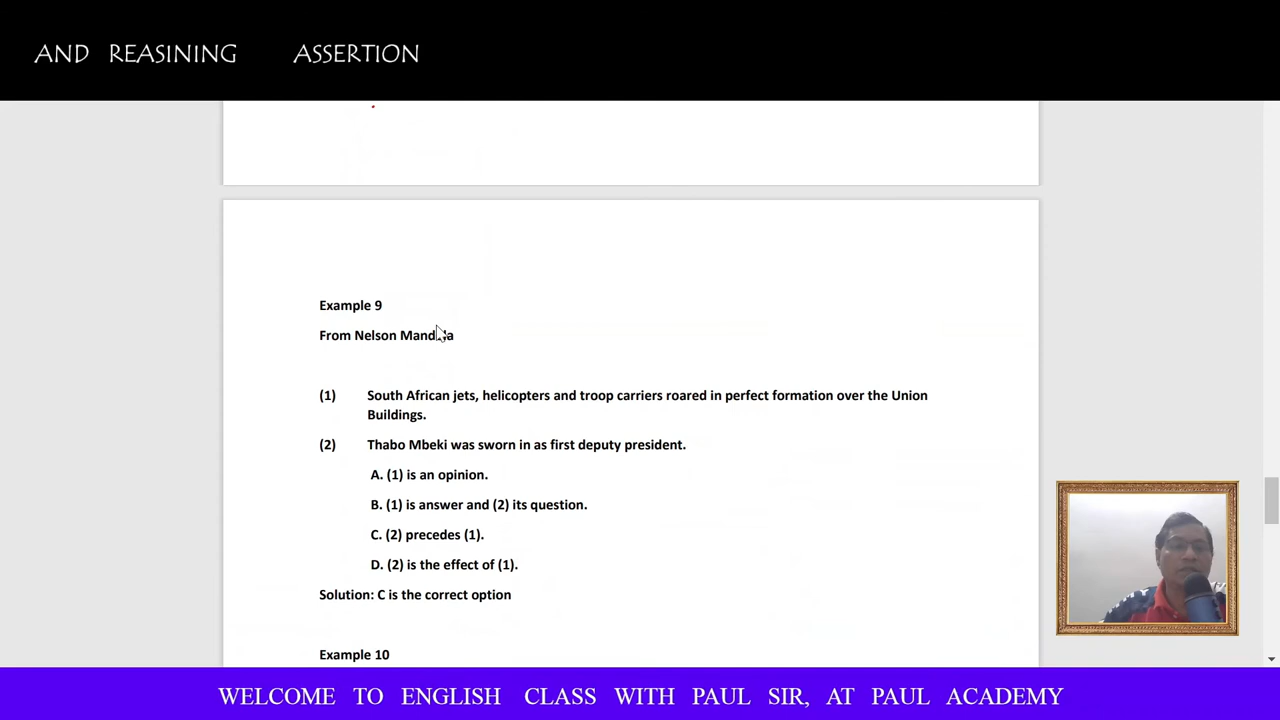 AND REASINING ASSERTION
Example 9
From Nelson Mandela
(1) South African jets, helicopters and troop carriers roared in perfect formation over the Union
Buildings.
(2) Thabo Mbeki was sworn in as first deputy president.
A. (1) is an opinion.
B. (1) is answer and (2) its question.
C. (2) precedes (1).
D. (2) is the effect of (1).
Solution: C is the correct option
Example 10
WELCOME TO ENGLISH CLASS WITH PAUL SIR, AT PAUL ACADEMY